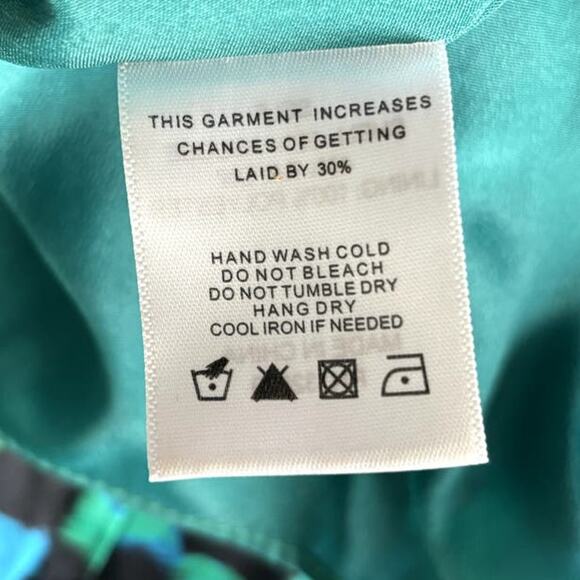 THIS GARMENT INCREASES
CHANCES OF GETTING
LAID BY 30%
HAND WASH COLD
DO NOT BLEACH
DO NOT TUMBLE DRY
HANG DRY
COOL IRON IF NEEDED